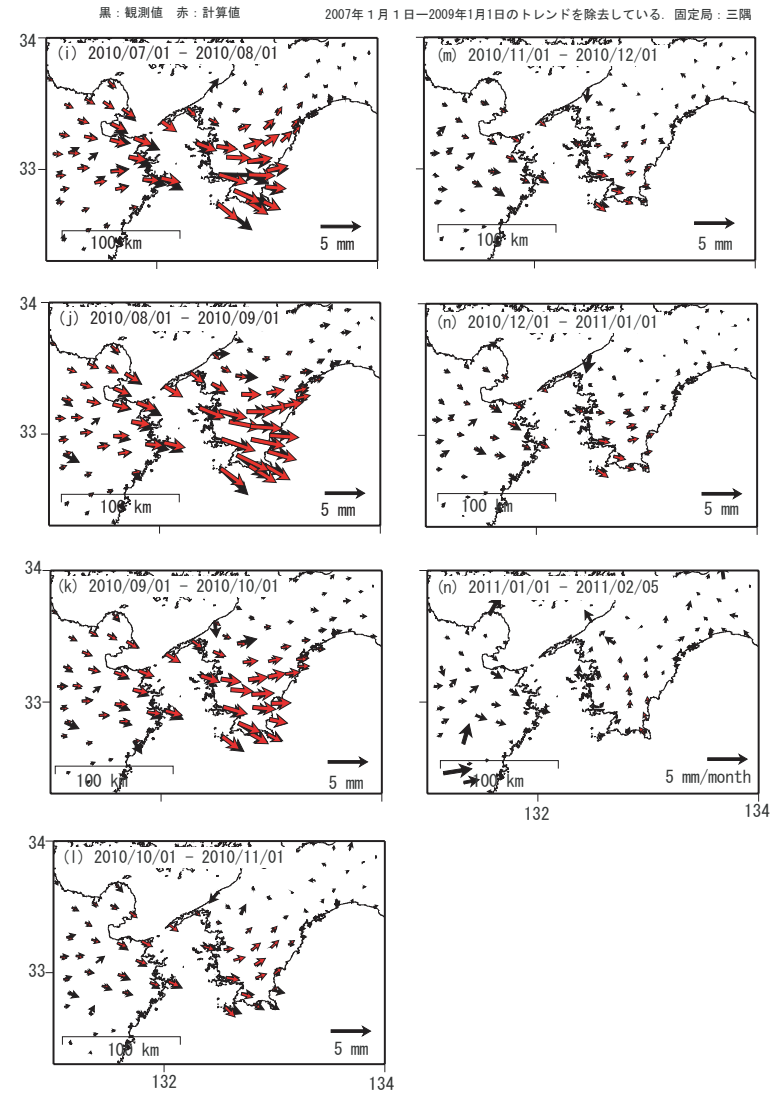 黒：観測値　赤：計算値
2007年１月１日ー2009年1月1日のトレンドを除去している．固定局：三隅
34
(i) 2010/07/01 - 2010/08/01
33
100 km
5 mm
(m) 2010/11/01 - 2010/12/01
100 km
5 mm
34
(j) 2010/08/01 - 2010/09/01
33
100 km
5 mm
(n) 2010/12/01 - 2011/01/01
100 km
5 mm
34
(k) 2010/09/01 - 2010/10/01
33
100 km
5 mm
(n) 2011/01/01 - 2011/02/05
100 km
5 mm/month
132
134
34
(l) 2010/10/01 - 2010/11/01
33
100 km
5 mm
132
134